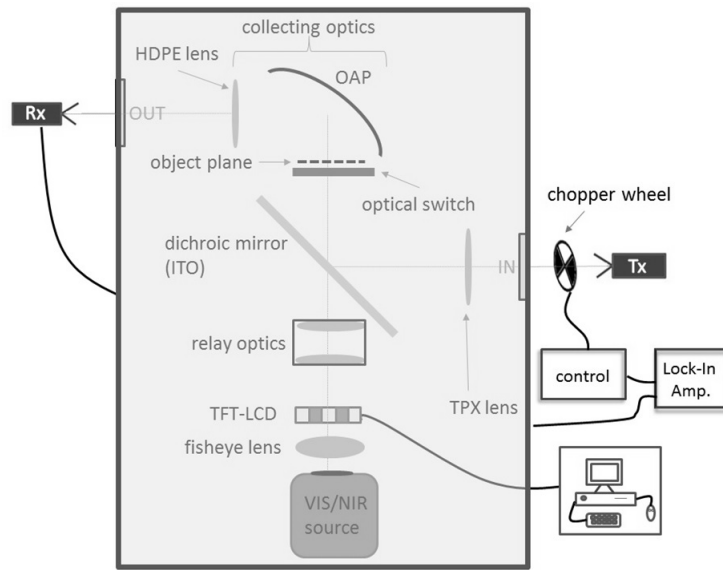 collecting optics
HDPE lens
OAP
Rx
OUT
object plane
optical switch
chopper wheel
dichroic mirror
(ITO)
IN
Tx
relay optics
control
Lock-In
Amp.
TPX lens
TFT-LCD
fisheye lens
VIS/NIR
source